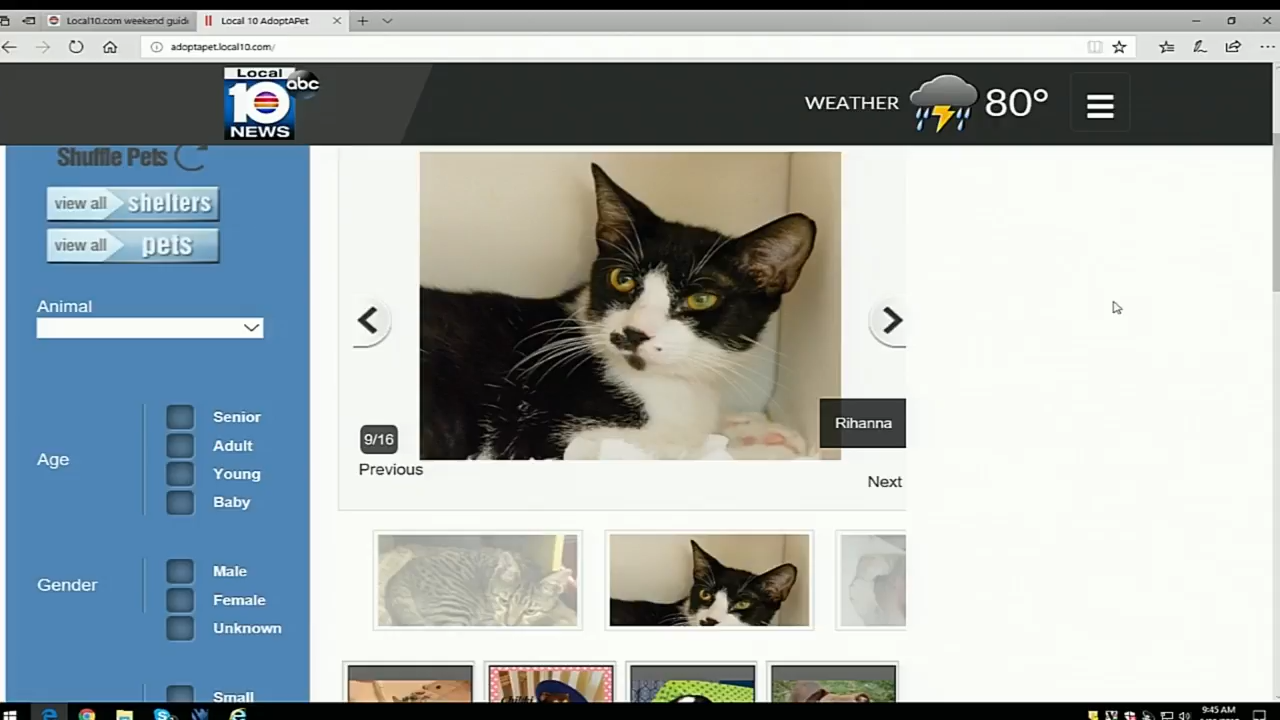 Local10.com weekend guid
Local 10 AdoptAPet
adoptapet.local10.com/
Local
10
abc
NEWS
WEATHER 80°
Shuffle Pets
view all shelters
view all pets
Animal
Age
Senior
Adult
Young
Baby
Gender
Male
Female
Unknown
Small
9/16
Previous
Rihanna
Next
9:45 AM